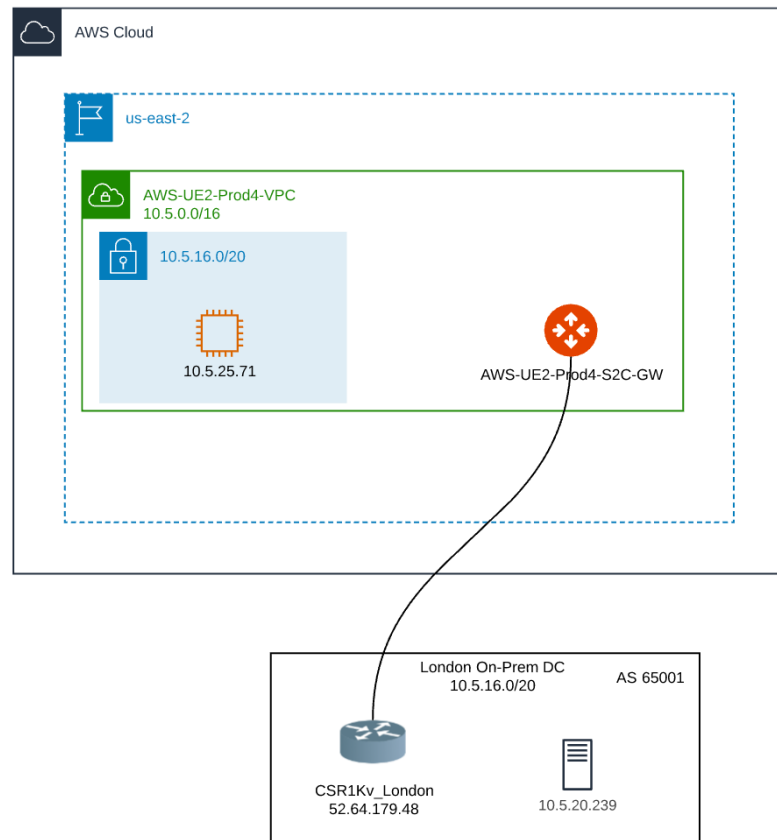 AWS Cloud
us-east-2
AWS-UE2-Prod4-VPC
10.5.0.0/16
10.5.16.0/20
10.5.25.71
AWS-UE2-Prod4-S2C-GW
London On-Prem DC
10.5.16.0/20
AS 65001
CSR1Kv_London
52.64.179.48
10.5.20.239